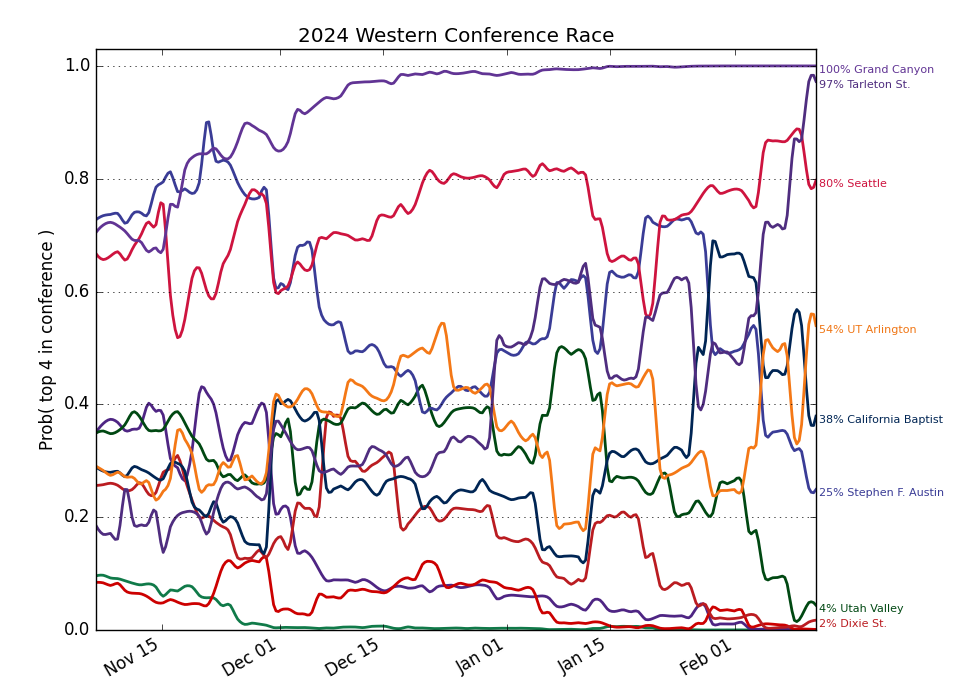 2024 Western Conference Race
Prob( top 4 in conference )
1.0
0.8
0.6
0.4
0.2
0.0
Nov 15
Dec 01
Dec 15
Jan 01
Jan 15
Feb 01
100% Grand Canyon
97% Tarleton St.
80% Seattle
54% UT Arlington
38% California Baptist
25% Stephen F. Austin
4% Utah Valley
2% Dixie St.